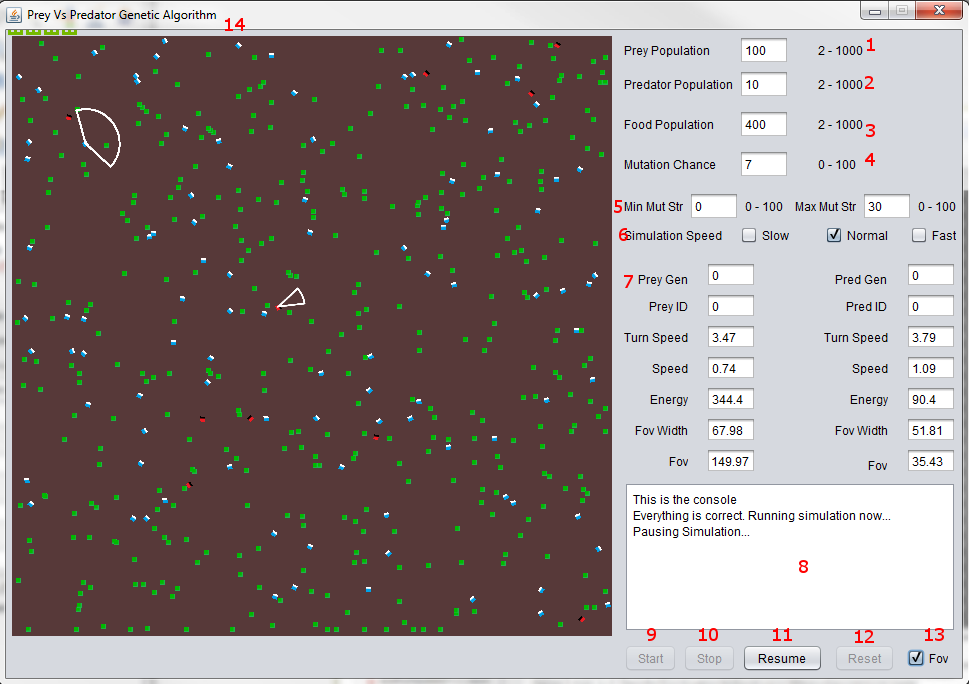 Prey Vs Predator Genetic Algorithm
14
Prey Population 100 2 - 1000 1
Predator Population 10 2 - 1000 2
Food Population 400 2 - 1000 3
Mutation Chance 7 0 - 100 4
5 Min Mut Str 0 0 - 100 Max Mut Str 30 0 - 100
6 Simulation Speed Slow Normal Fast
7 Prey Gen 0 Pred Gen 0
Prey ID 0 Pred ID 0
Turn Speed 3.47 Turn Speed 3.79
Speed 0.74 Speed 1.09
Energy 344.4 Energy 90.4
Fov Width 67.98 Fov Width 51.81
Fov 149.97 Fov 35.43
This is the console
Everything is correct. Running simulation now...
Pausing Simulation...
8
9 10 11 12 13
Start Stop Resume Reset Fov